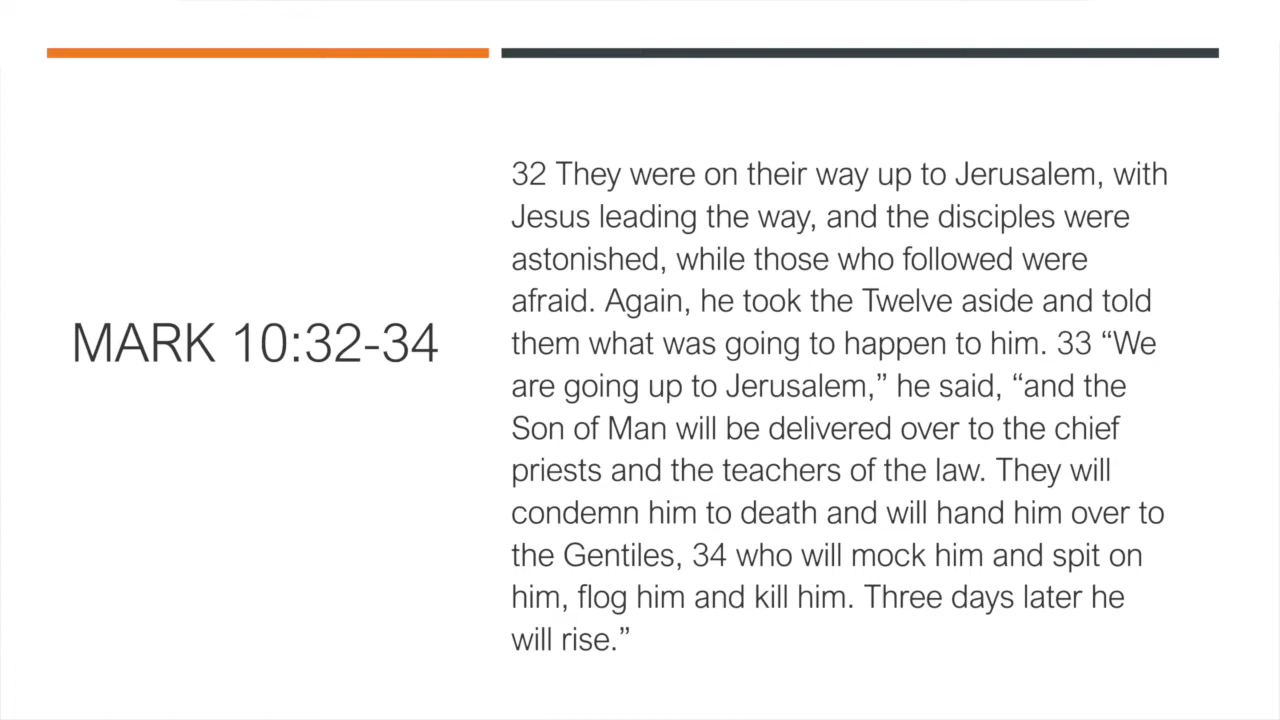 MARK 10:32-34
32 They were on their way up to Jerusalem, with
Jesus leading the way, and the disciples were
astonished, while those who followed were
afraid. Again, he took the Twelve aside and told
them what was going to happen to him. 33 “We
are going up to Jerusalem,” he said, “and the
Son of Man will be delivered over to the chief
priests and the teachers of the law. They will
condemn him to death and will hand him over to
the Gentiles, 34 who will mock him and spit on
him, flog him and kill him. Three days later he
will rise.”